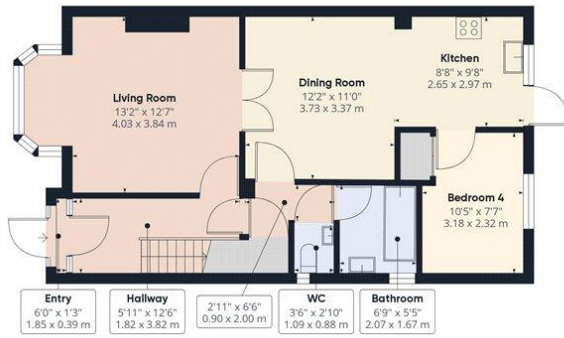 Living Room
13'2" x 12'7"
4.03 x 3.84 m
Dining Room
12'2" x 11'0"
3.73 x 3.37 m
Kitchen
8'8" x 9'8"
2.65 x 2.97 m
Bedroom 4
10'5" x 7'7"
3.18 x 2.32 m
Entry
6'0" x 1'3"
1.85 x 0.39 m
Hallway
5'11" x 12'6"
1.82 x 3.82 m
2'11" x 6'6"
0.90 x 2.00 m
WC
3'6" x 2'10"
1.09 x 0.88 m
Bathroom
6'9" x 5'5"
2.07 x 1.67 m